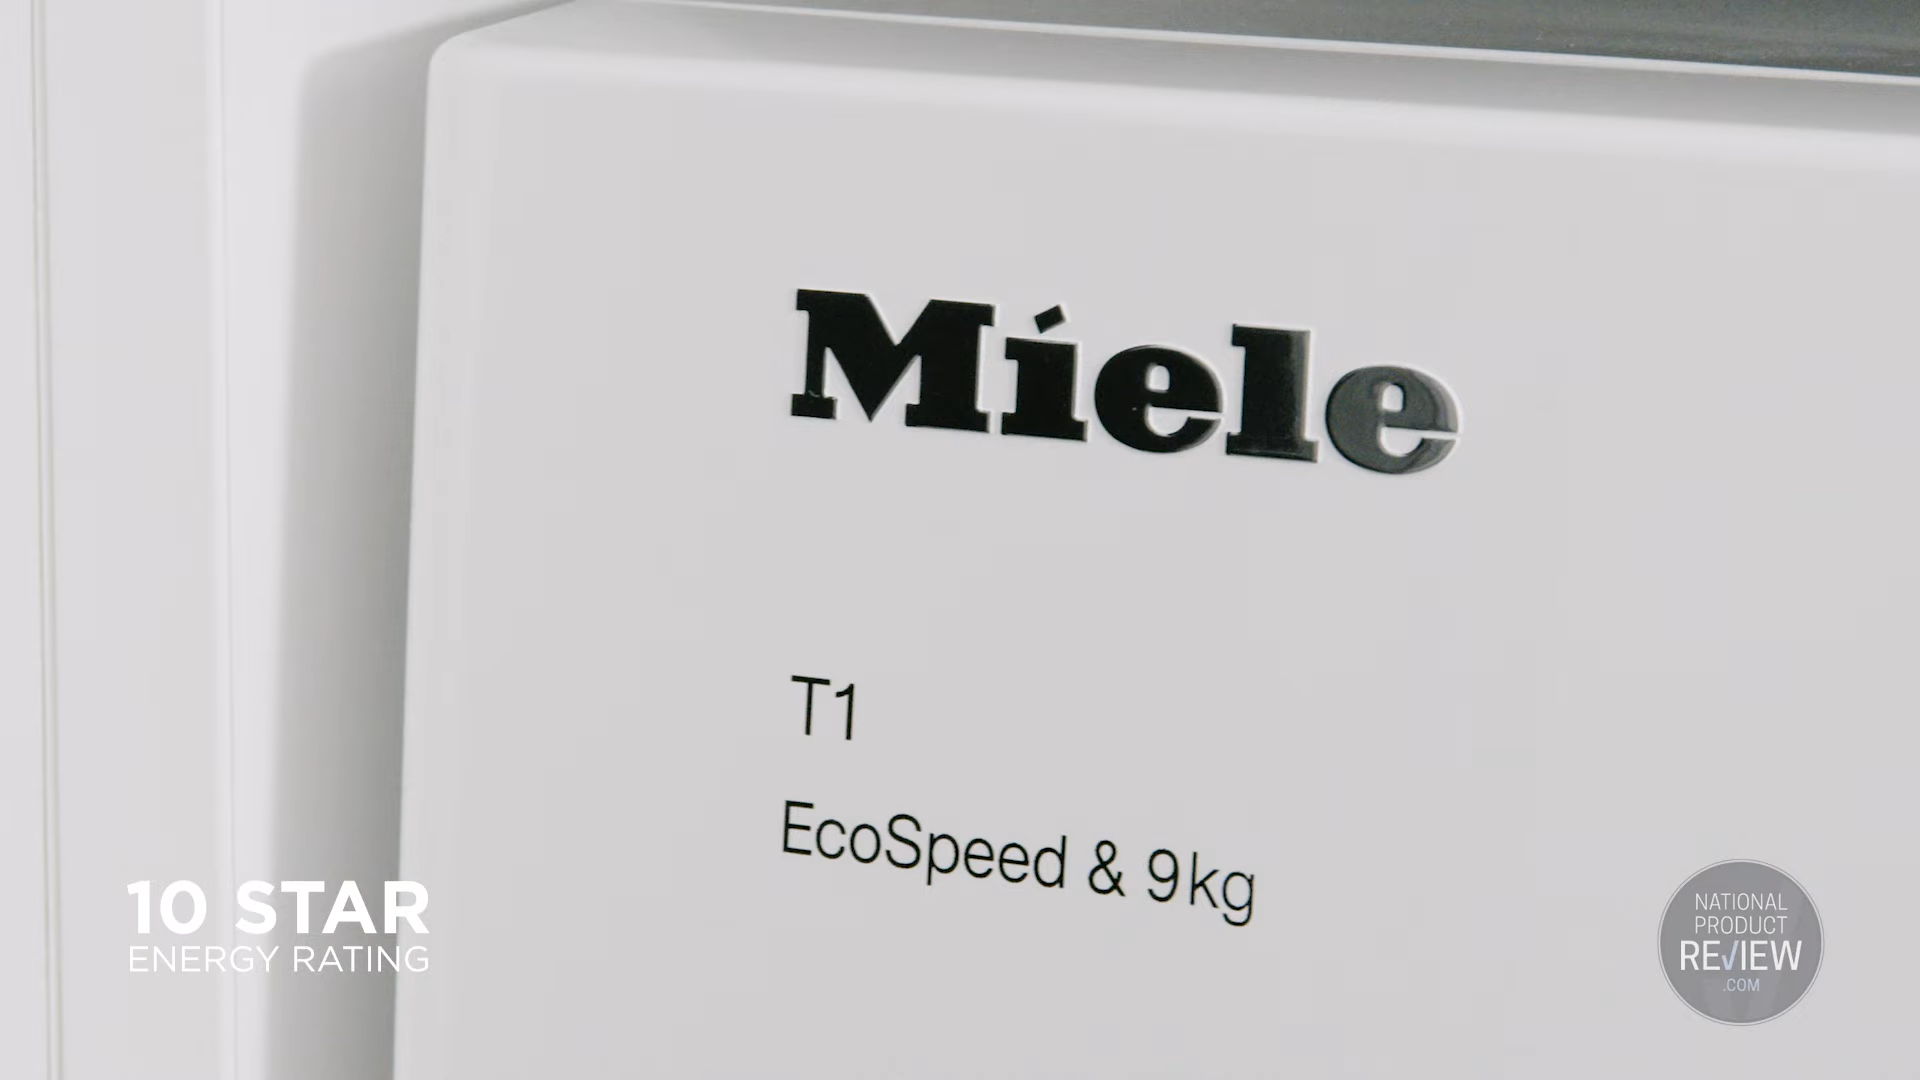 Miele
T1
EcoSpeed & 9kg
10 STAR
ENERGY RATING
NATIONAL
PRODUCT
REVIEW
.COM